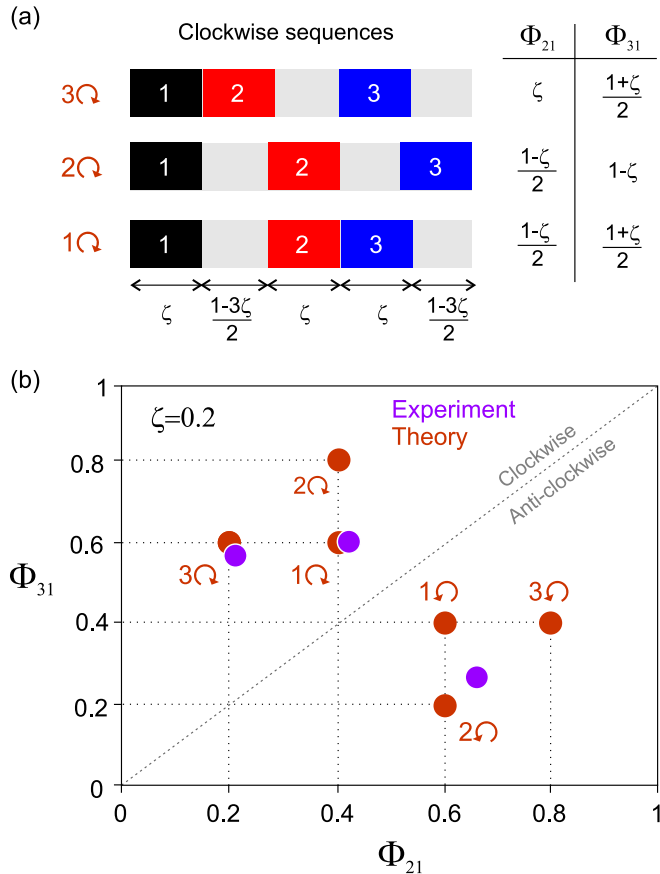 (a)
Clockwise sequences
Φ21 Φ31
3↻ 1 2 3 ζ (1+ζ)/2
2↻ 1 2 3 (1-ζ)/2 1-ζ
1↻ 1 2 3 (1-ζ)/2 (1+ζ)/2
ζ (1-3ζ)/2 ζ ζ (1-3ζ)/2
(b)
1
ζ=0.2
Experiment
Theory
Clockwise
Anti-clockwise
0.8
2↻
0.6
3↻
1↻
Φ31
1↺
3↺
0.4
0.2
2↺
0
0 0.2 0.4 0.6 0.8 1
Φ21